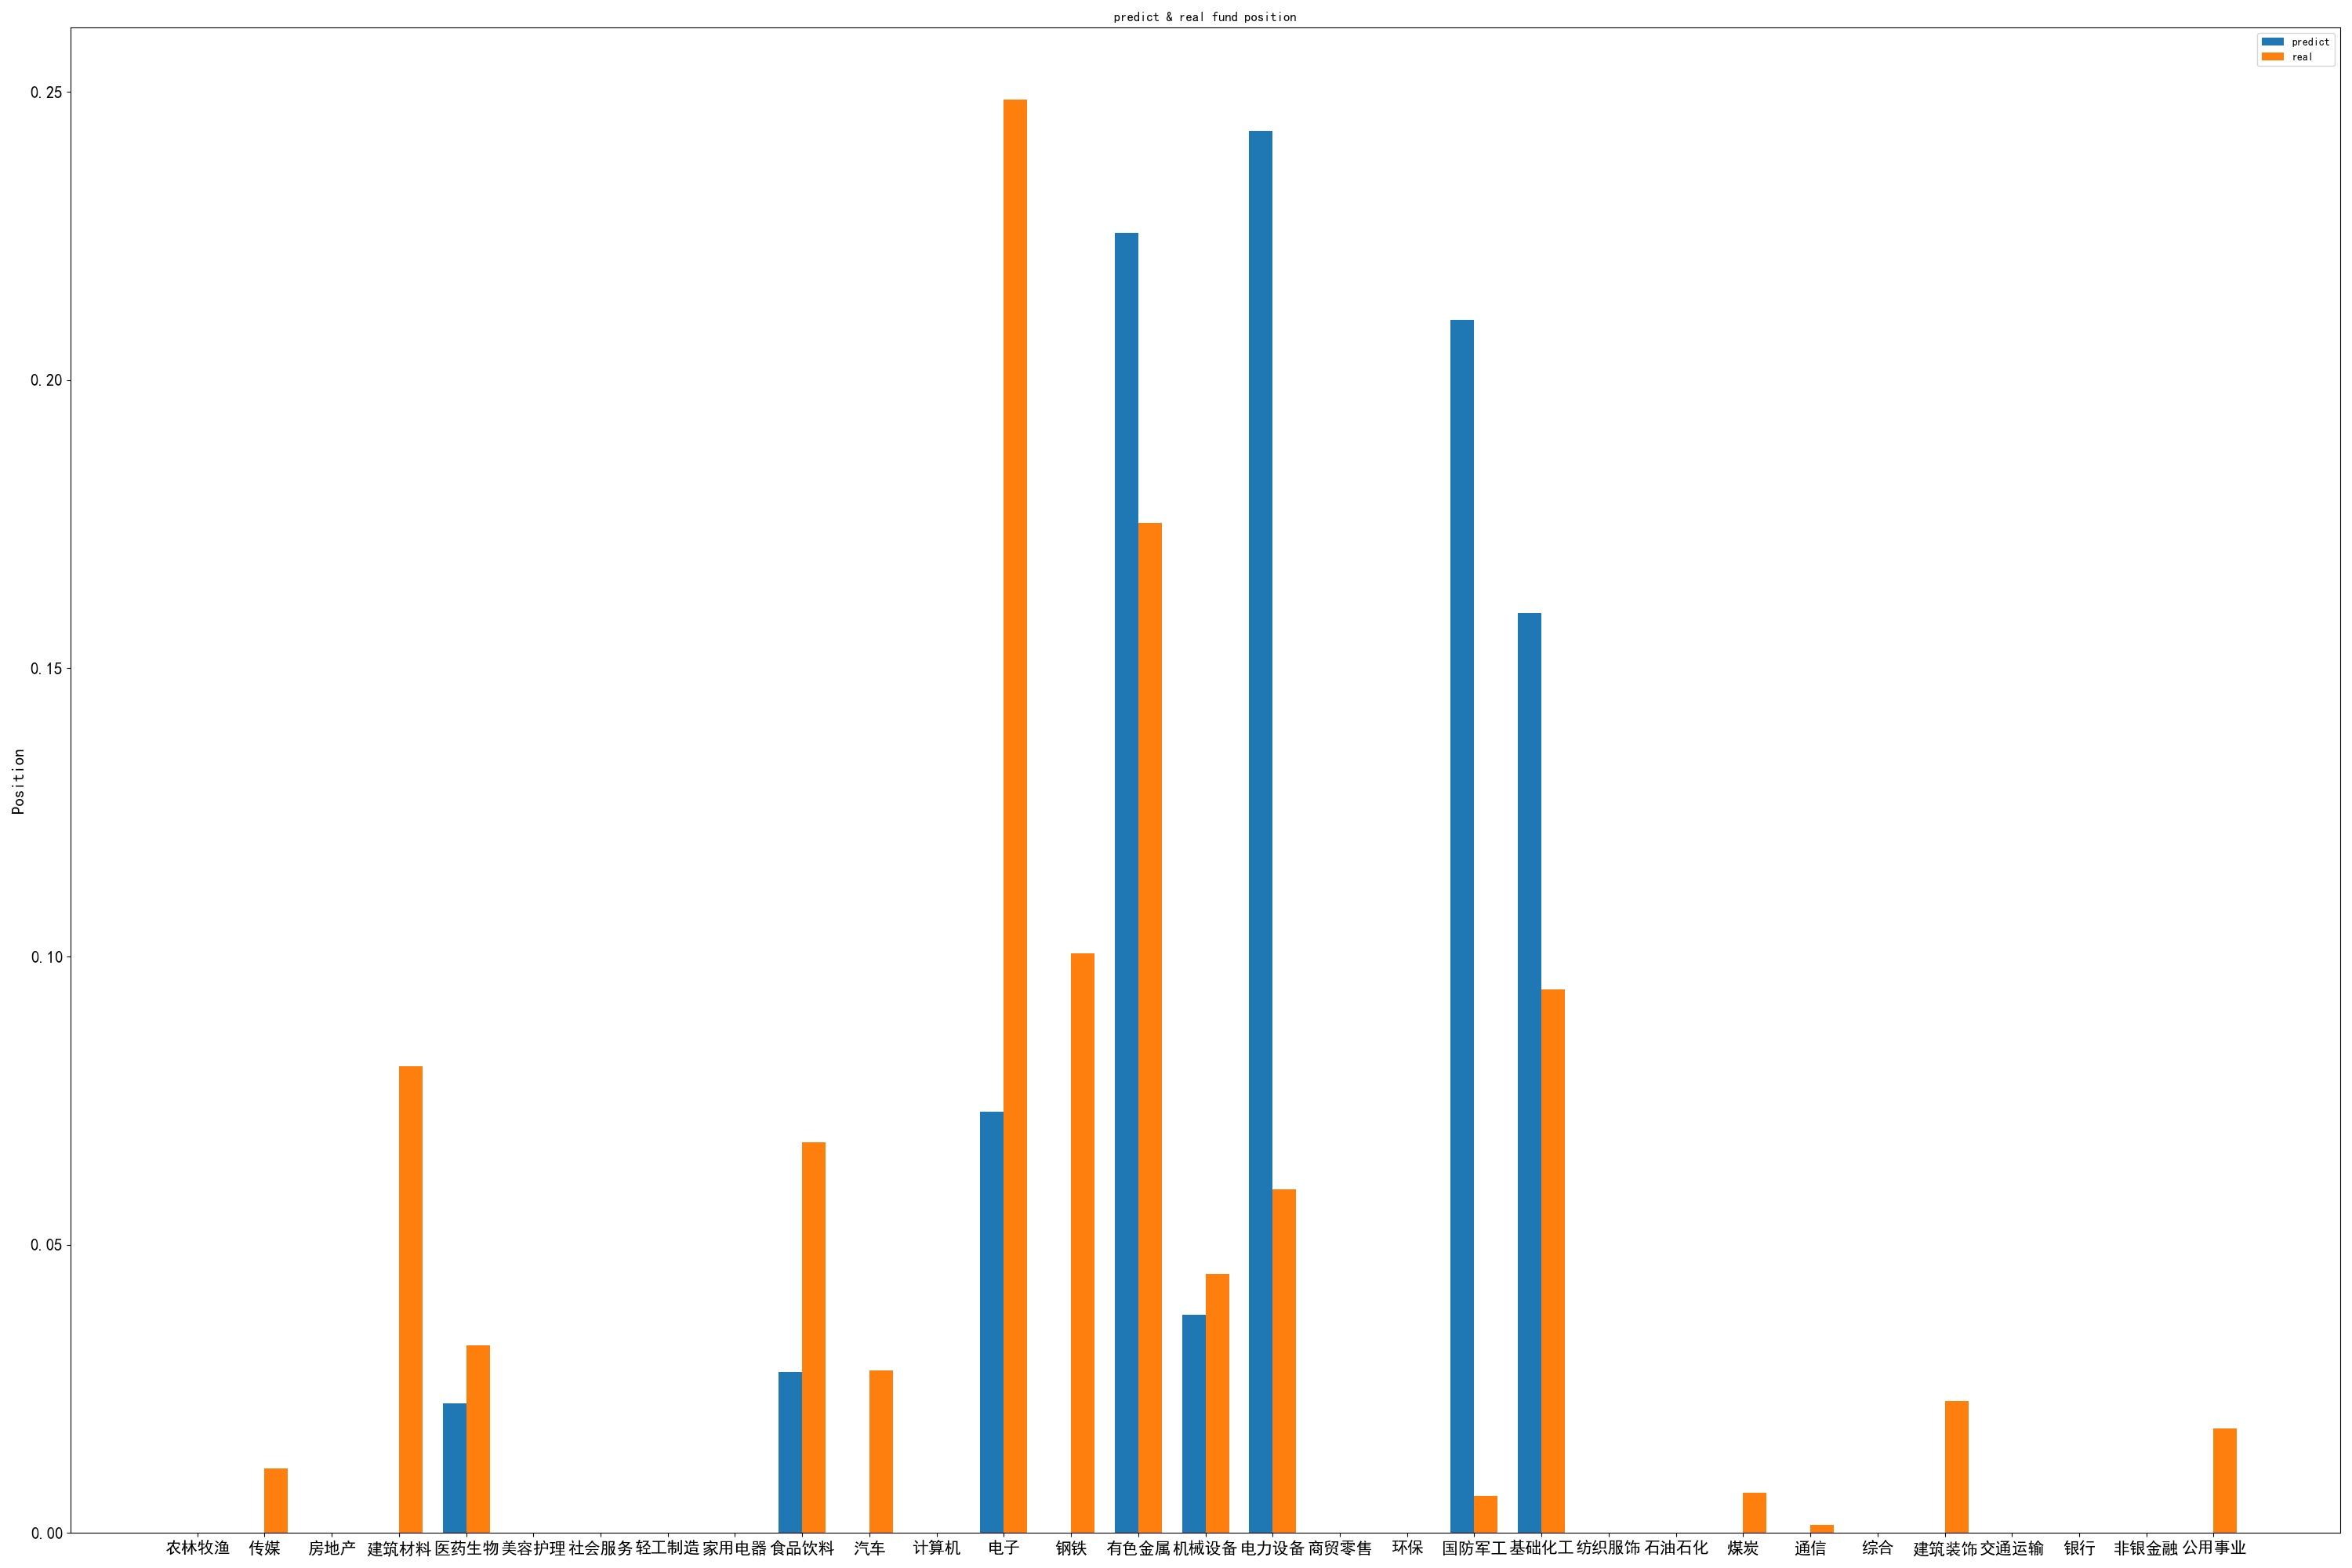 predict & real fund position
predict
real
Position
0.25
0.20
0.15
0.10
0.05
0.00
农林牧渔 传媒 房地产 建筑材料 医药生物 美容护理 社会服务 轻工制造 家用电器 食品饮料 汽车 计算机 电子 钢铁 有色金属 机械设备 电力设备 商贸零售 环保 国防军工 基础化工 纺织服饰 石油石化 煤炭 通信 综合 建筑装饰 交通运输 银行 非银金融 公用事业